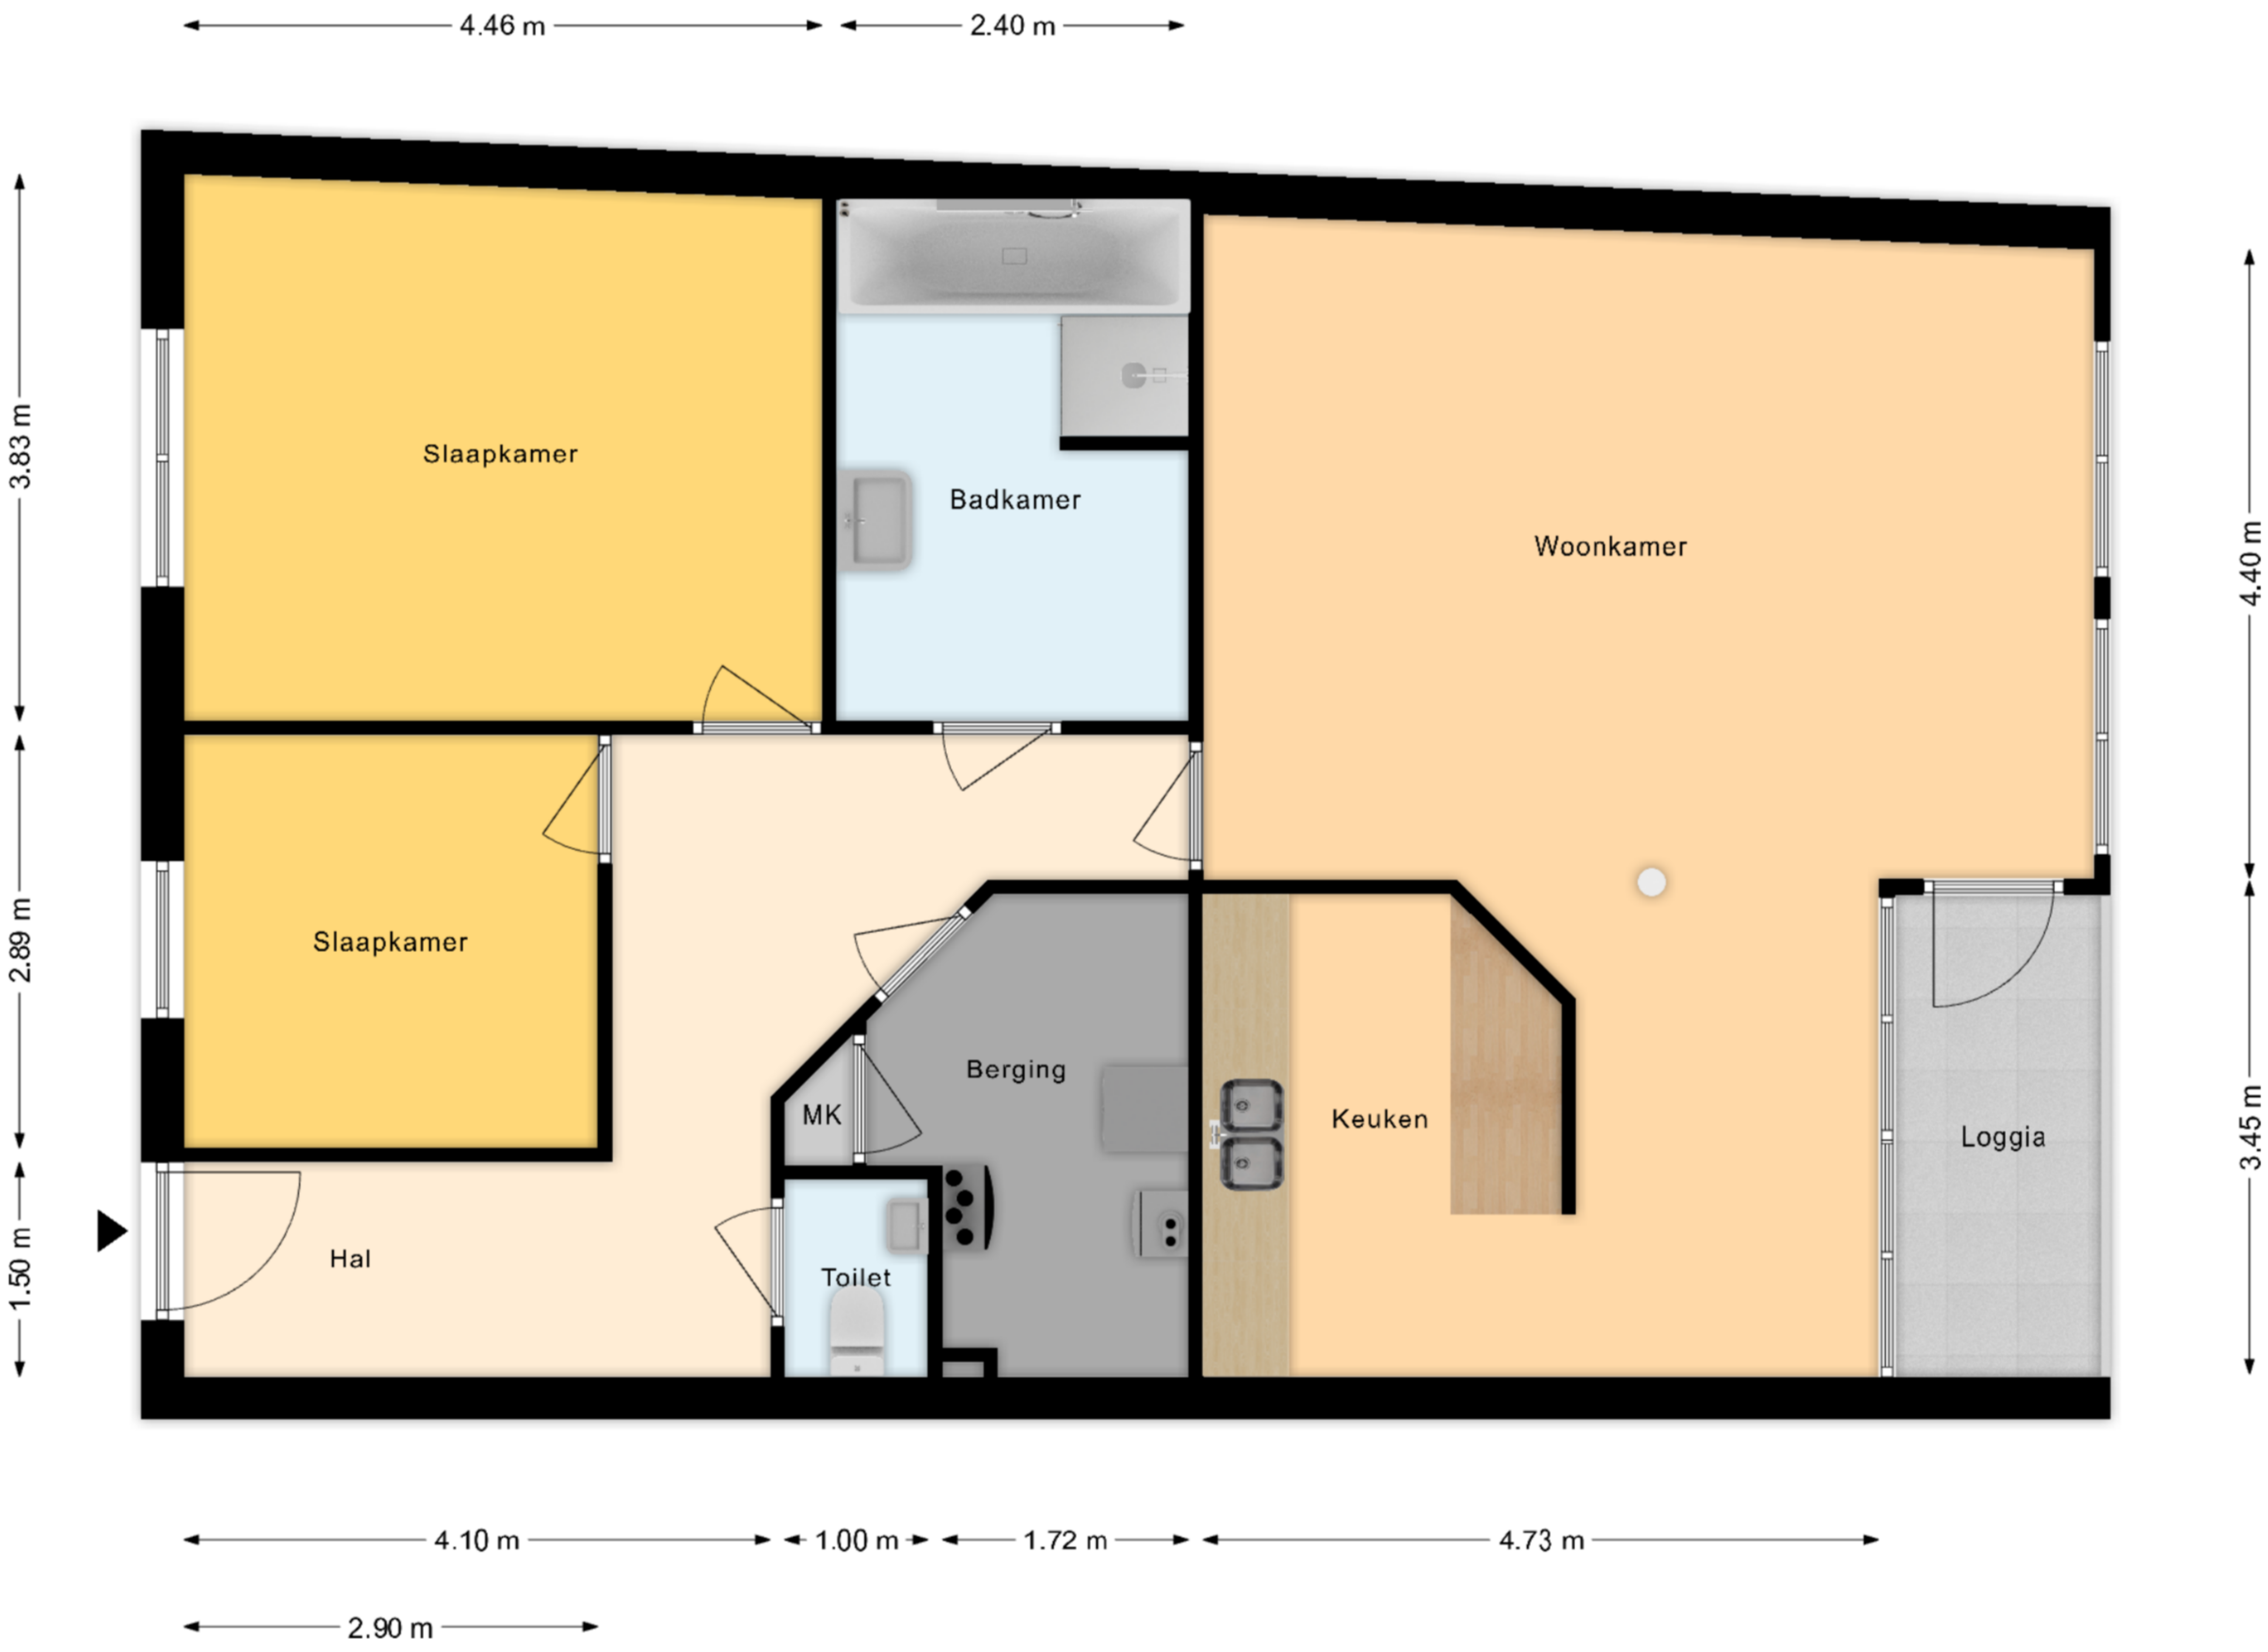 4.46 m
2.40 m
3.83 m
Slaapkamer
Badkamer
Woonkamer
4.40 m
2.89 m
Slaapkamer
Berging
MK
Keuken
Loggia
3.45 m
1.50 m
Hal
Toilet
4.10 m
1.00 m
1.72 m
4.73 m
2.90 m